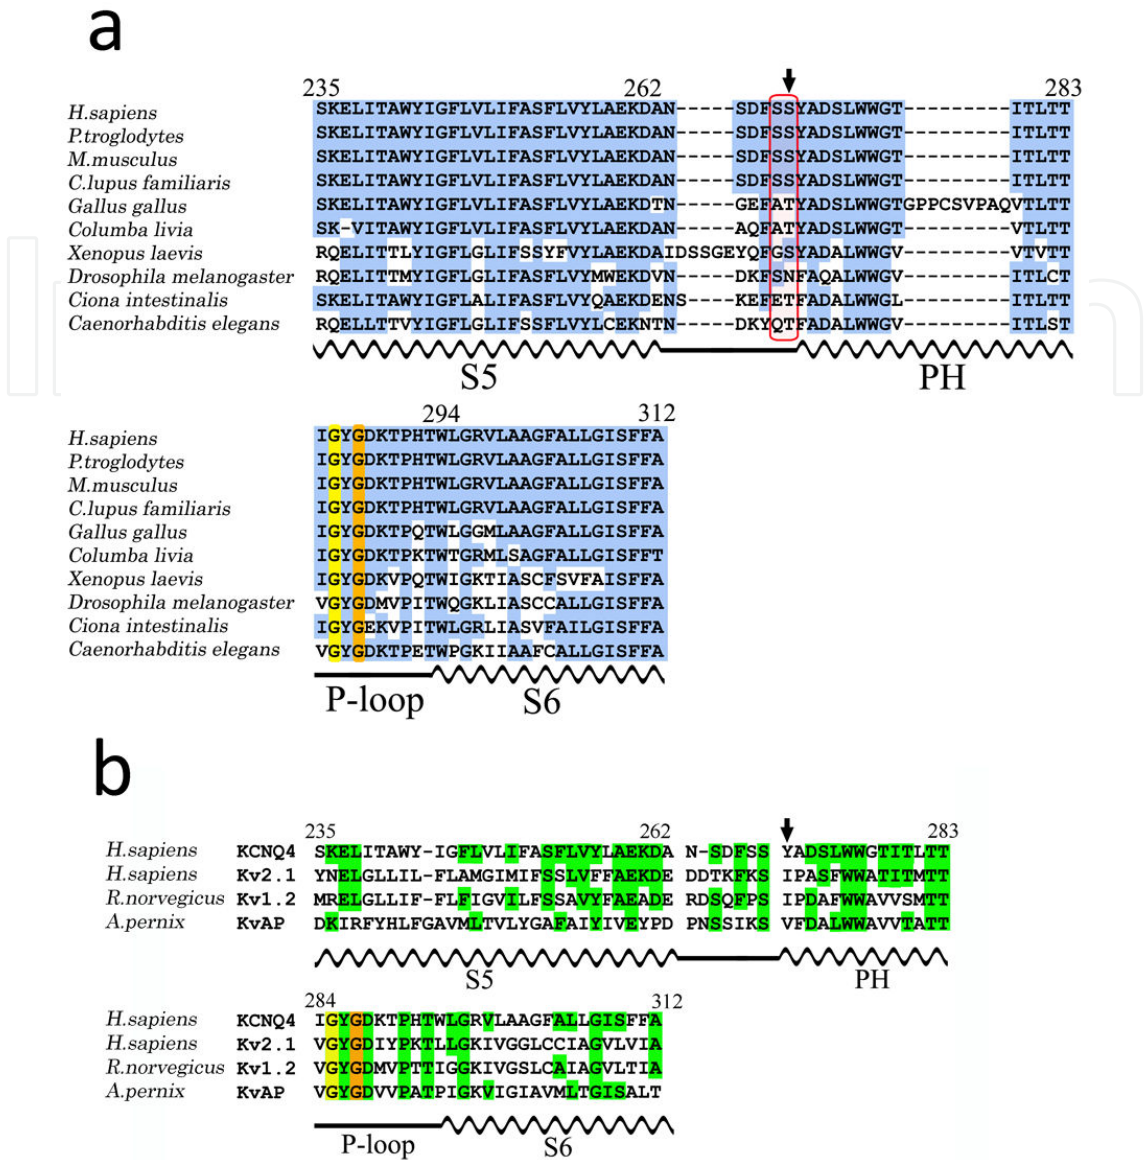 a
235 262 283
H.sapiens SKELITAWYIGFLVLIFASFLVYLAEKDAN-----SDFSSYADSLWWGT---------ITLTT
P.troglodytes SKELITAWYIGFLVLIFASFLVYLAEKDAN-----SDFSSYADSLWWGT---------ITLTT
M.musculus SKELITAWYIGFLVLIFASFLVYLAEKDAN-----SDFSSYADSLWWGT---------ITLTT
C.lupus familiaris SKELITAWYIGFLVLIFASFLVYLAEKDAN-----SDFSSYADSLWWGT---------ITLTT
Gallus gallus SKELITAWYIGFLVLIFASFLVYLAEKDTN-----GEFATYADSLWWGTGPPCSVPAQVTLTT
Columba livia SK-VITAWYIGFLVLIFASFLVYLAEKDAN-----AQFATYADSLWWGT---------ITLTT
Xenopus laevis RQELITTLYIGFLGLIFSSYFVYLAEKDAIDSSGEYQFGSYADALWWGV---------VTVTT
Drosophila melanogaster RQELITTMYIGFLGLIFASFLVYMWEKDVN-----DKFSNFAQALWWGV---------ITLCT
Ciona intestinalis SKELITAWYIGFLALIFASFLVYQAEKDENS----KEFETFADALWWGL---------ITLTT
Caenorhabditis elegans RQELLTTVYIGFLGLIFSSFLVYLCEKNTN-----DKYQTFADALWWGV---------ITLST
S5 PH
294 312
H.sapiens IGYGDKTPHTWLGRVLAAGFALLGISFFA
P.troglodytes IGYGDKTPHTWLGRVLAAGFALLGISFFA
M.musculus IGYGDKTPHTWLGRVLAAGFALLGISFFA
C.lupus familiaris IGYGDKTPHTWLGRVLAAGFALLGISFFA
Gallus gallus IGYGDKTPQTWLGGMLAAGFALLGISFFA
Columba livia IGYGDKTPKTWTGRMLSAGFALLGISFFT
Xenopus laevis IGYGDKVPQTWIGKTIASCFSVFAISFFA
Drosophila melanogaster VGYGDMVPITWQGKLIASCCALLGISFFA
Ciona intestinalis IGYGEKVPITWLGRLIASVFAILGISFFA
Caenorhabditis elegans VGYGDKTPETWPGKIIAAFCALLGISFFA
P-loop S6
b
235 262 283
H.sapiens KCNQ4 SKELITAWY-IGFLVLIFASFLVYLAEKDA N-SDFSS YADSLWWGTITLTT
H.sapiens Kv2.1 YNELGLLIL-FLAMGIMIFSSLVFFAEKDE DDTKFKS IPASFWWATITMTT
R.norvegicus Kv1.2 MRELGLLIF-FLFIGVILFSSAVYFAEADE RDSQFPS IPDAFWWAVVSMTT
A.pernix KvAP DKIRFYHLFGAVMLTVLYGAFAIYIVEYPD PNSSIKS VFDALWWAVVTATT
S5 PH
284 312
H.sapiens KCNQ4 IGYGDKTPHTWLGRVLAAGFALLGISFFA
H.sapiens Kv2.1 VGYGDIYPKTLLGKIVGGLCCIAGVLVIA
R.norvegicus Kv1.2 VGYGDMVPTTIGGKIVGSLCAIAGVLTIA
A.pernix KvAP VGYGDVVPATPIGKVIGIAVMLTGISALT
P-loop S6